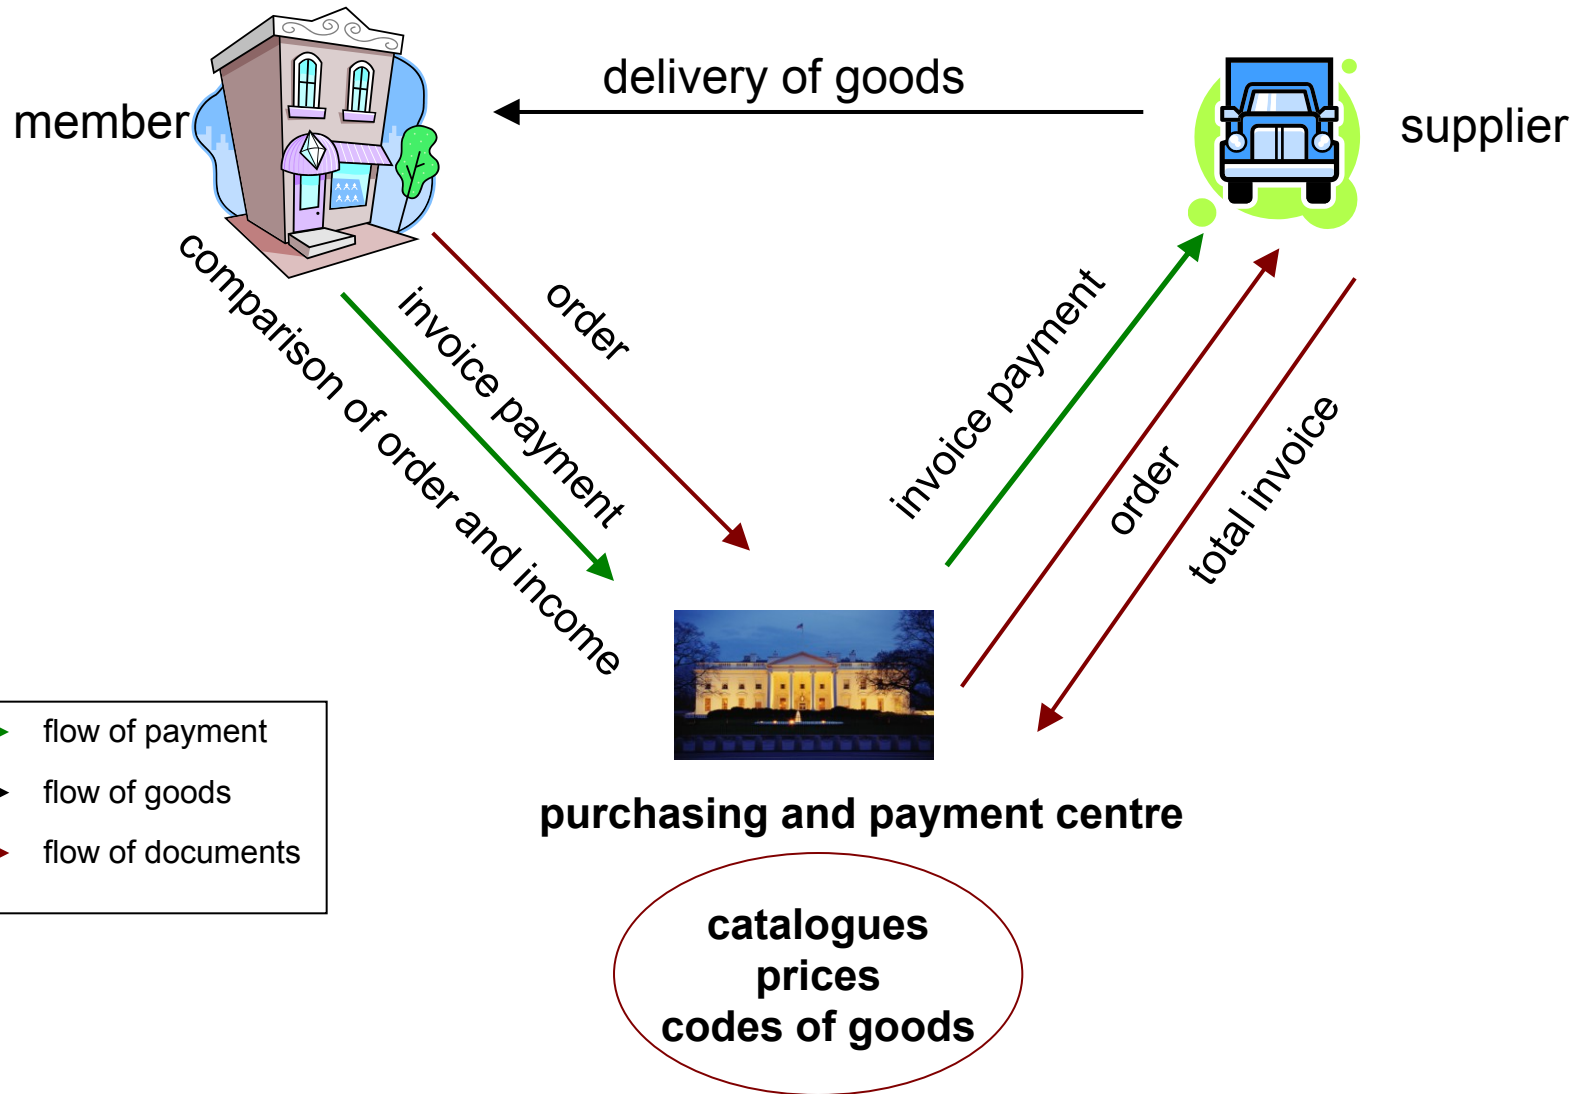 delivery of goods
member
supplier
comparison of order and income
invoice payment
order
invoice payment
order
total invoice
flow of payment
flow of goods
flow of documents
purchasing and payment centre
catalogues
prices
codes of goods